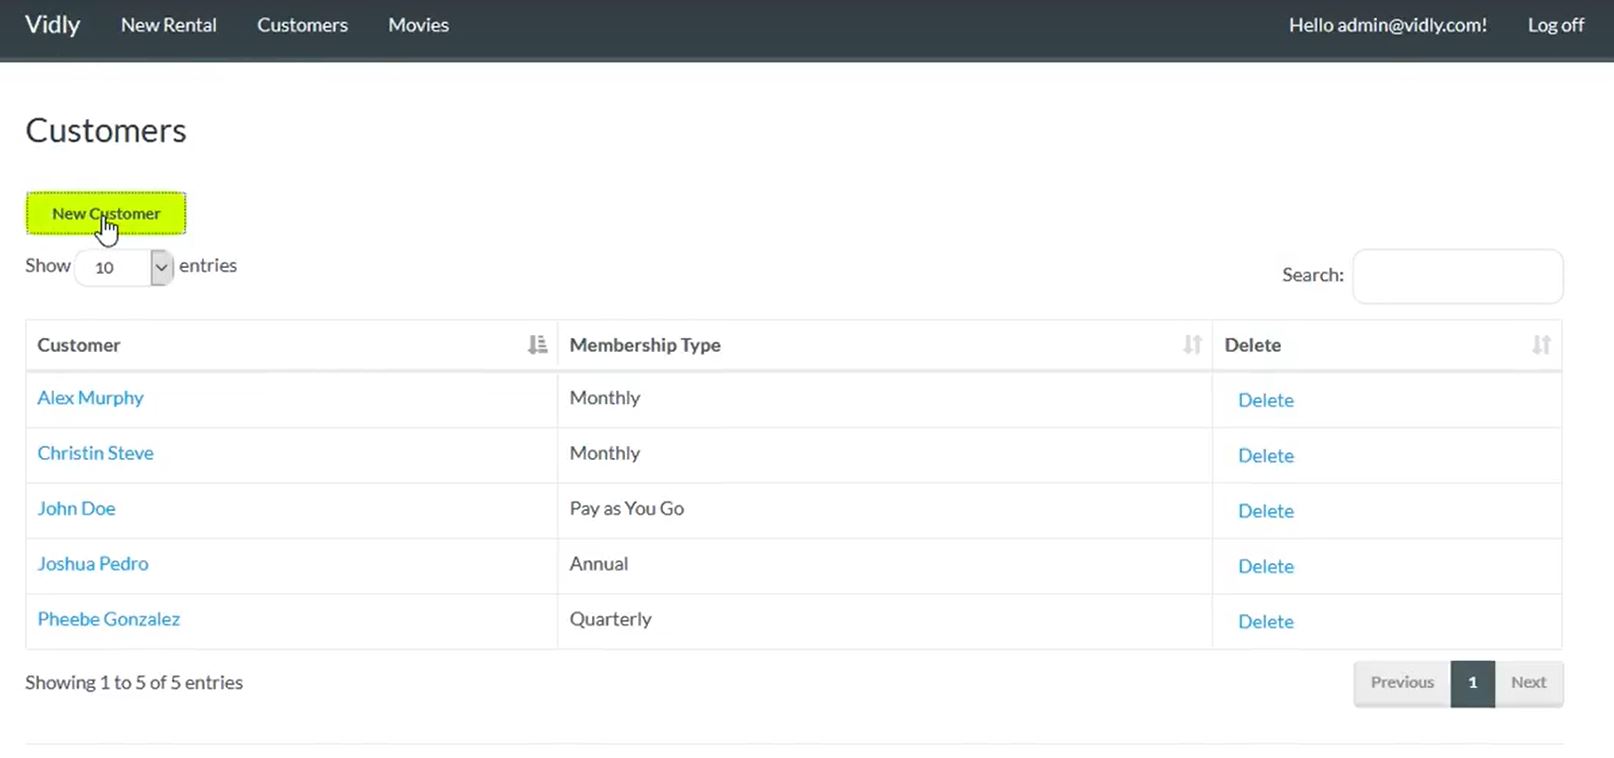 Vidly New Rental Customers Movies Hello admin@vidly.com! Log off
Customers
New Customer
Show 10 entries
Search:
Customer Membership Type Delete
Alex Murphy Monthly Delete
Christin Steve Monthly Delete
John Doe Pay as You Go Delete
Joshua Pedro Annual Delete
Pheebe Gonzalez Quarterly Delete
Showing 1 to 5 of 5 entries Previous 1 Next